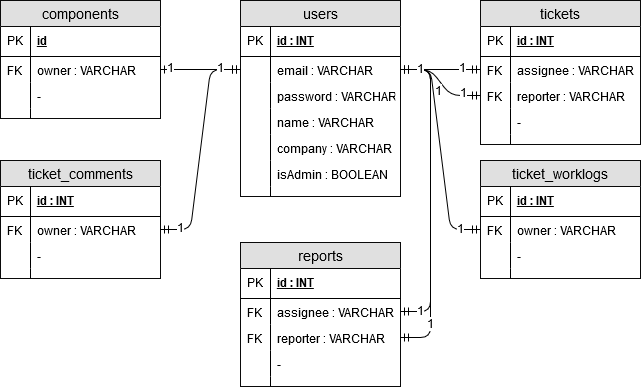 components
PK id
FK owner : VARCHAR
-
users
PK id : INT
email : VARCHAR
password : VARCHAR
name : VARCHAR
company : VARCHAR
isAdmin : BOOLEAN
tickets
PK id : INT
FK assignee : VARCHAR
FK reporter : VARCHAR
-
ticket_comments
PK id : INT
FK owner : VARCHAR
-
ticket_worklogs
PK id : INT
FK owner : VARCHAR
-
reports
PK id : INT
FK assignee : VARCHAR
FK reporter : VARCHAR
-
1
1
1
1
1
1
1
1
1
1
1